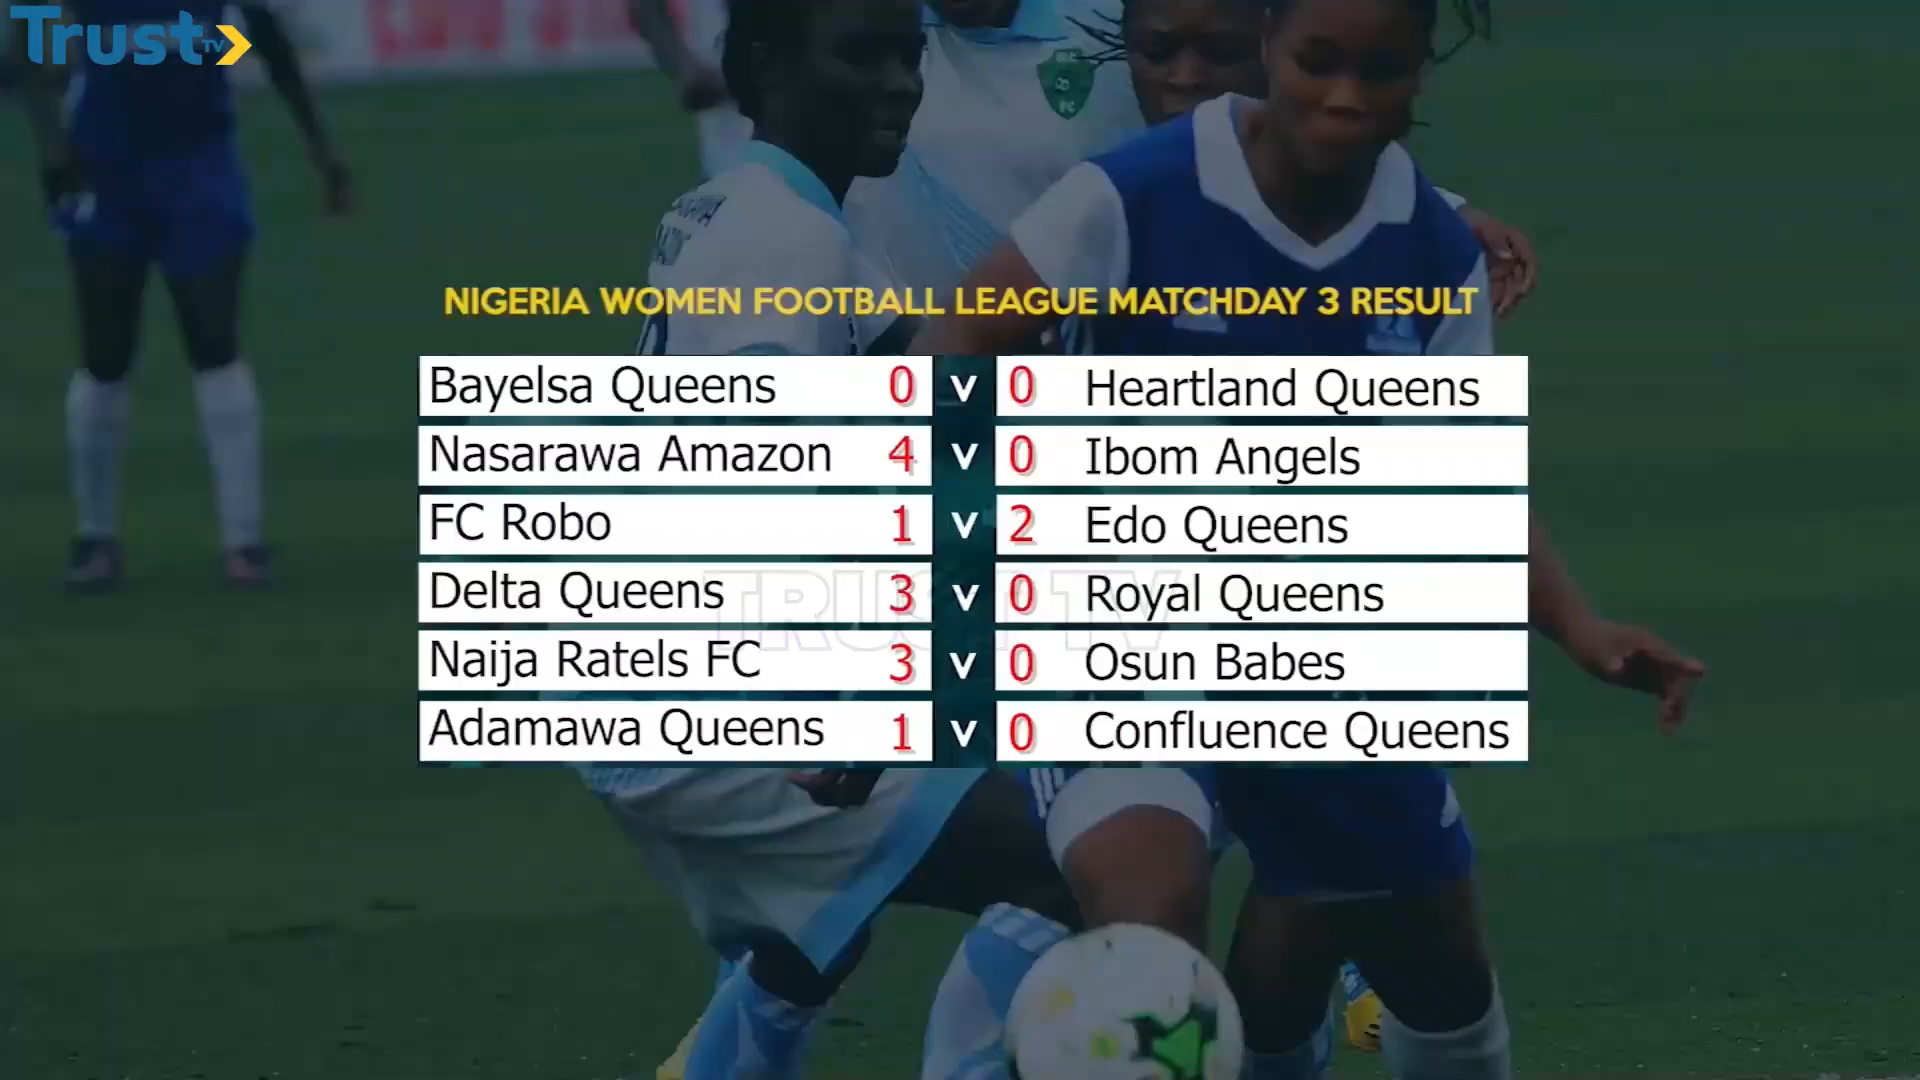 Trust TV
NIGERIA WOMEN FOOTBALL LEAGUE MATCHDAY 3 RESULT
Bayelsa Queens 0 v 0 Heartland Queens
Nasarawa Amazon 4 v 0 Ibom Angels
FC Robo 1 v 2 Edo Queens
Delta Queens 3 v 0 Royal Queens
Naija Ratels FC 3 v 0 Osun Babes
Adamawa Queens 1 v 0 Confluence Queens
TRUST TV